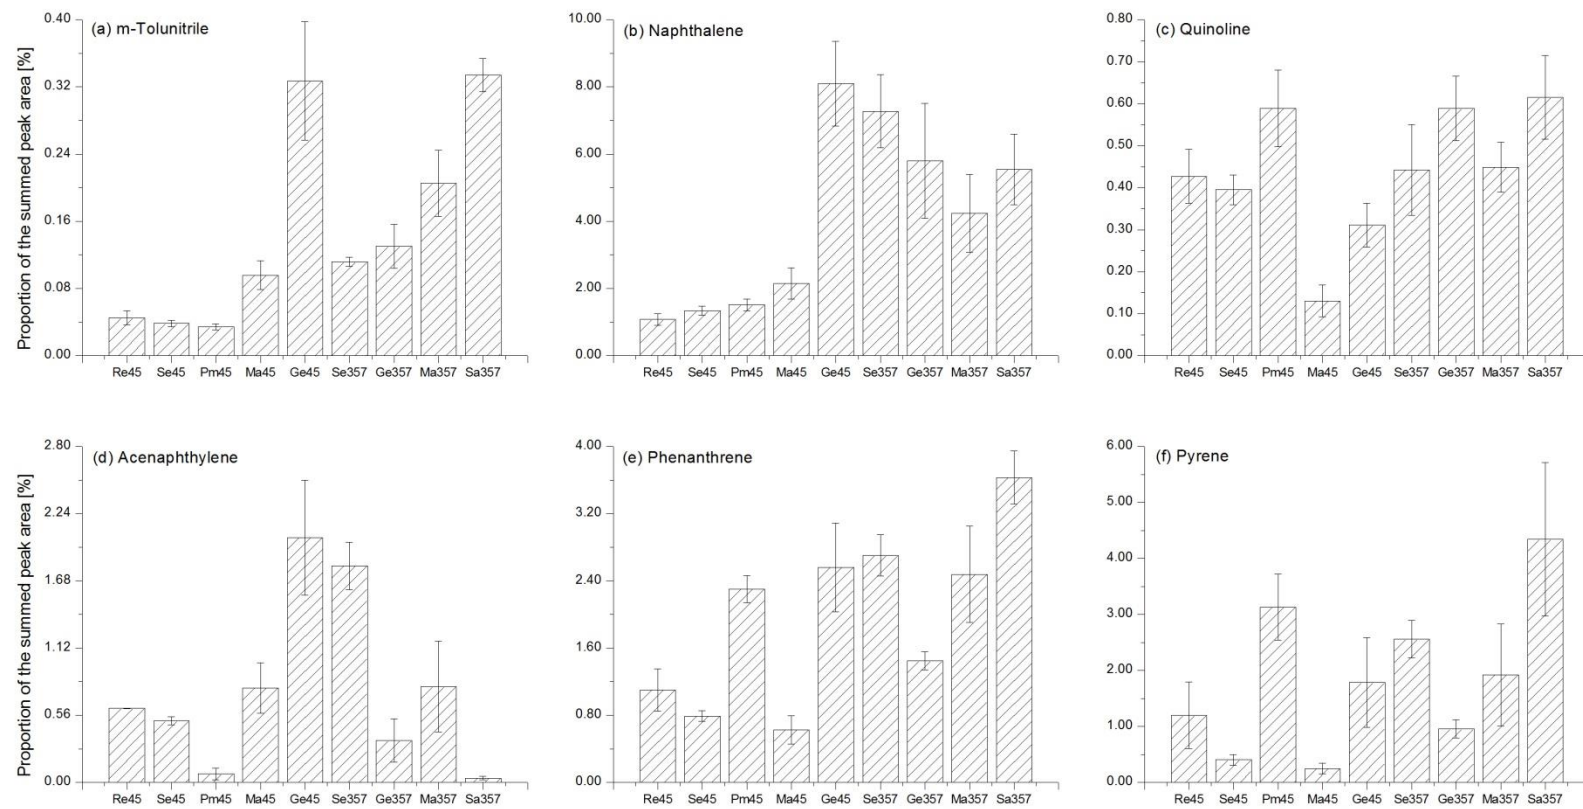 (a) m-Tolunitrile
Proportion of the summed peak area [%]
0.40
0.32
0.24
0.16
0.08
0.00
Re45 Se45 Pm45 Ma45 Ge45 Se357 Ge357 Ma357 Sa357
(b) Naphthalene
10.00
8.00
6.00
4.00
2.00
0.00
Re45 Se45 Pm45 Ma45 Ge45 Se357 Ge357 Ma357 Sa357
(c) Quinoline
0.80
0.70
0.60
0.50
0.40
0.30
0.20
0.10
0.00
Re45 Se45 Pm45 Ma45 Ge45 Se357 Ge357 Ma357 Sa357
(d) Acenaphthylene
Proportion of the summed peak area [%]
2.80
2.24
1.68
1.12
0.56
0.00
Re45 Se45 Pm45 Ma45 Ge45 Se357 Ge357 Ma357 Sa357
(e) Phenanthrene
4.00
3.20
2.40
1.60
0.80
0.00
Re45 Se45 Pm45 Ma45 Ge45 Se357 Ge357 Ma357 Sa357
(f) Pyrene
6.00
5.00
4.00
3.00
2.00
1.00
0.00
Re45 Se45 Pm45 Ma45 Ge45 Se357 Ge357 Ma357 Sa357